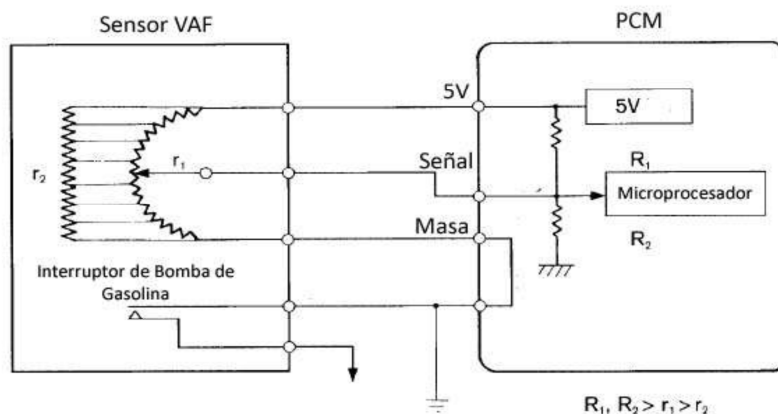 Sensor VAF
PCM
5V
5V
r₁
Señal
R₁
r₂
Microprocesador
Masa
R₂
Interruptor de Bomba de
Gasolina
R₁, R₂ > r₁ > r₂